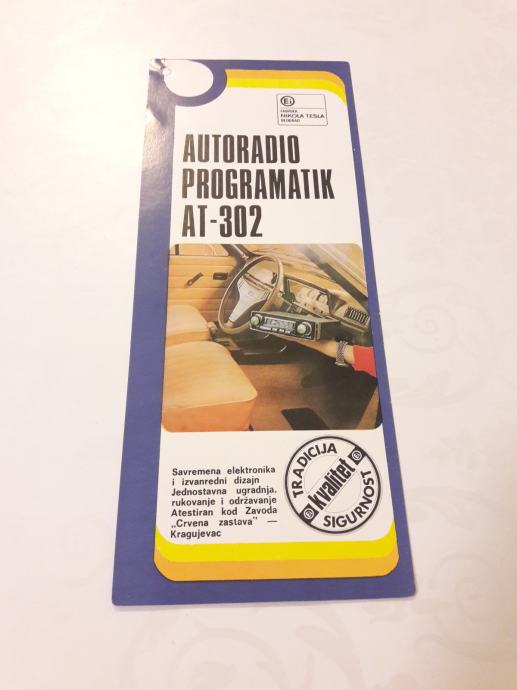 Ei
FABRIKA
NIKOLA TESLA
BEOGRAD
AUTORADIO
PROGRAMATIK
AT-302
Savremena elektronika
i izvanredni dizajn
Jednostavna ugradnja,
rukovanje i održavanje
Atestiran kod Zavoda
„Crvena zastava" —
Kragujevac
TRADICIJA
Kvalitet
SIGURNOST